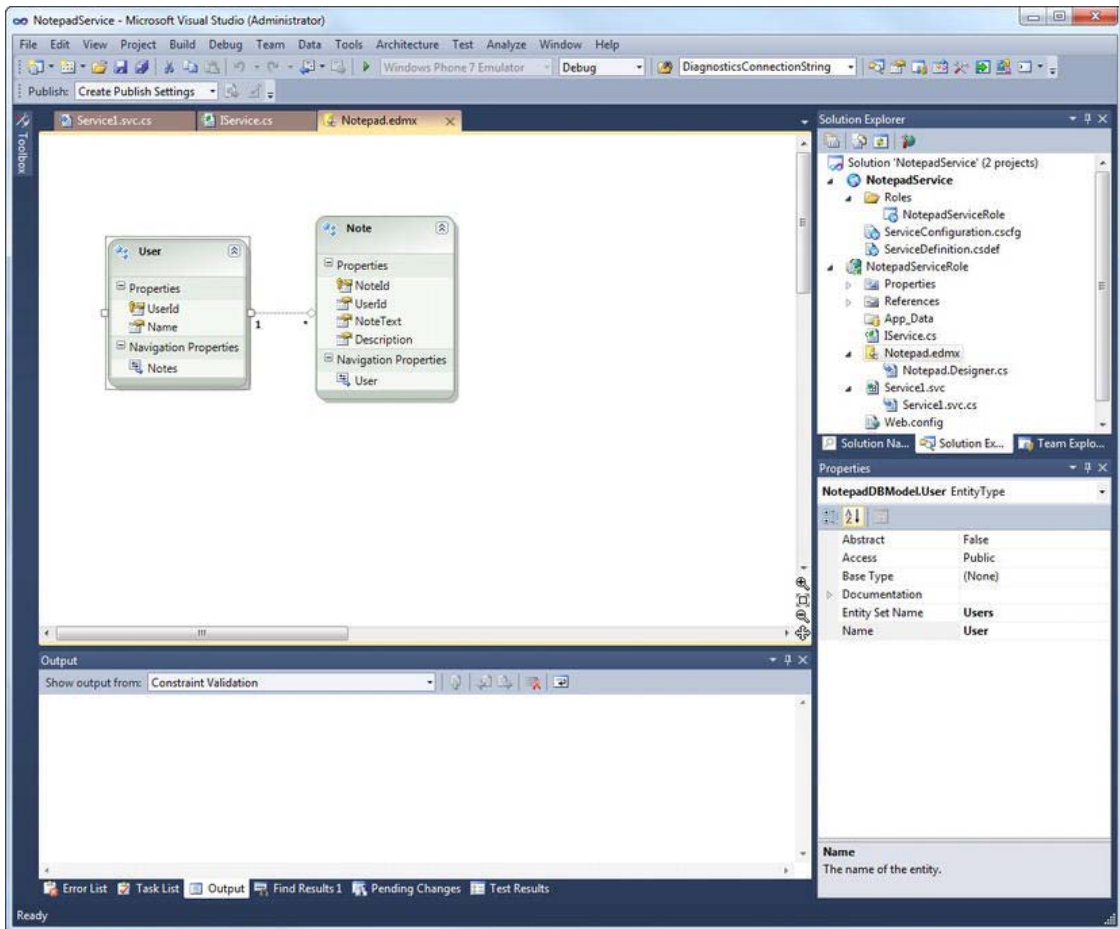 NotepadService - Microsoft Visual Studio (Administrator)
File Edit View Project Build Debug Team Data Tools Architecture Test Analyze Window Help
Windows Phone 7 Emulator Debug DiagnosticsConnectionString
Publish: Create Publish Settings
Toolbox
Service1.svc.cs IService.cs Notepad.edmx
User
Properties
UserId
Name
Navigation Properties
Notes
1 *
Note
Properties
NoteId
UserId
NoteText
Description
Navigation Properties
User
Solution Explorer
Solution 'NotepadService' (2 projects)
NotepadService
Roles
NotepadServiceRole
ServiceConfiguration.cscfg
ServiceDefinition.csdef
NotepadServiceRole
Properties
References
App_Data
IService.cs
Notepad.edmx
Notepad.Designer.cs
Service1.svc
Service1.svc.cs
Web.config
Solution Na... Solution Ex... Team Explo...
Properties
NotepadDBModel.User EntityType
Abstract False
Access Public
Base Type (None)
Documentation
Entity Set Name Users
Name User
Name
The name of the entity.
Output
Show output from: Constraint Validation
Error List Task List Output Find Results 1 Pending Changes Test Results
Ready